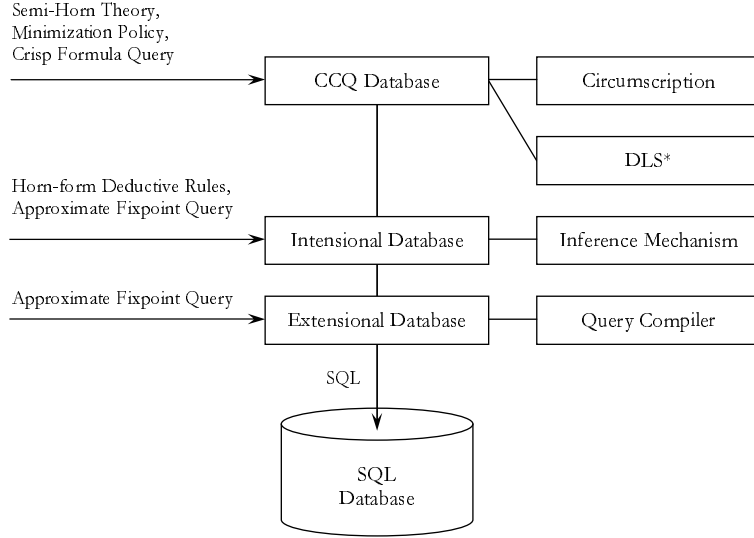 Semi-Horn Theory,
Minimization Policy,
Crisp Formula Query
CCQ Database
Circumscription
DLS*
Horn-form Deductive Rules,
Approximate Fixpoint Query
Intensional Database
Inference Mechanism
Approximate Fixpoint Query
Extensional Database
Query Compiler
SQL
SQL
Database